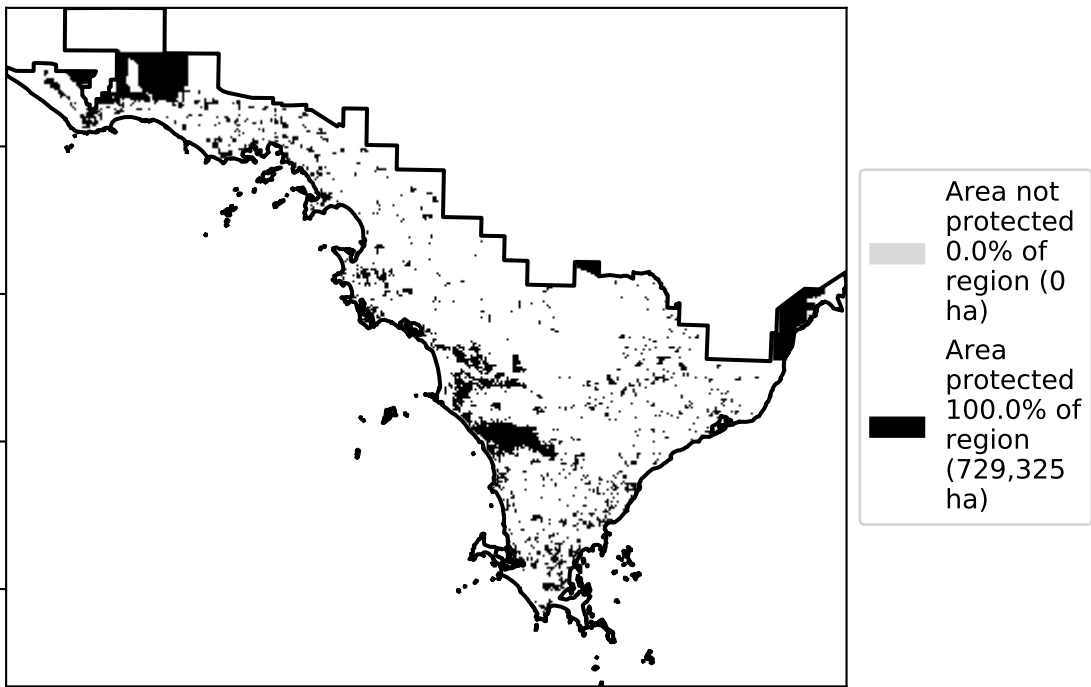 Area not
protected
0.0% of
region (0
ha)
Area
protected
100.0% of
region
(729,325
ha)